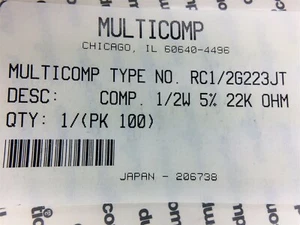 MULTICOMP
CHICAGO, IL 60640-4496
MULTICOMP TYPE NO. RC1/2G223JT
DESC: COMP. 1/2W 5% 22K OHM
QTY: 1/(PK 100)
JAPAN - 206738